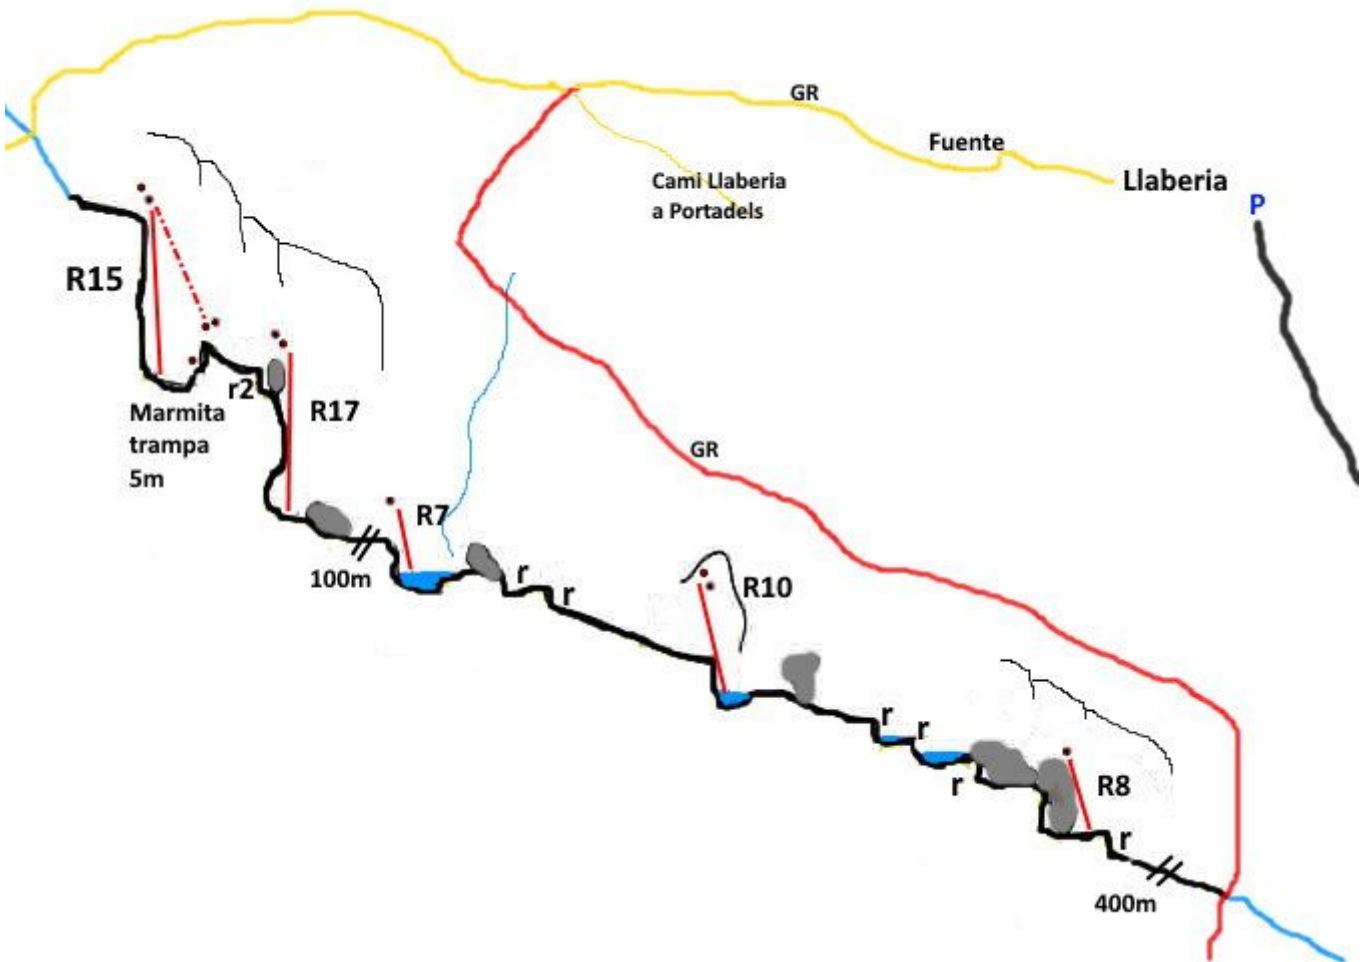 GR
Fuente
Llaberia
Cami Llaberia
a Portadels
P
R15
r2
R17
Marmita
trampa
5m
GR
R7
100m
r
r
R10
r
r
r
R8
r
400m